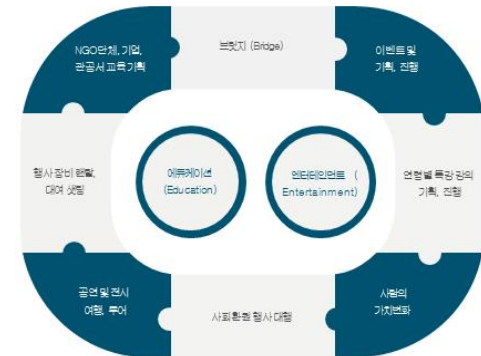 NGO단체, 기업,
관공서 교육 기획
브릿지 (Bridge)
이벤트 및
기획, 진행
행사 장비 렌탈,
대여 샛팅
에듀케이션
(Education)
엔터테인먼트 (
Entertainment)
연령별 특강 강의
기획, 진행
공연 및 전시
여행, 투어
사회환원 행사 대행
사람의
가치변화